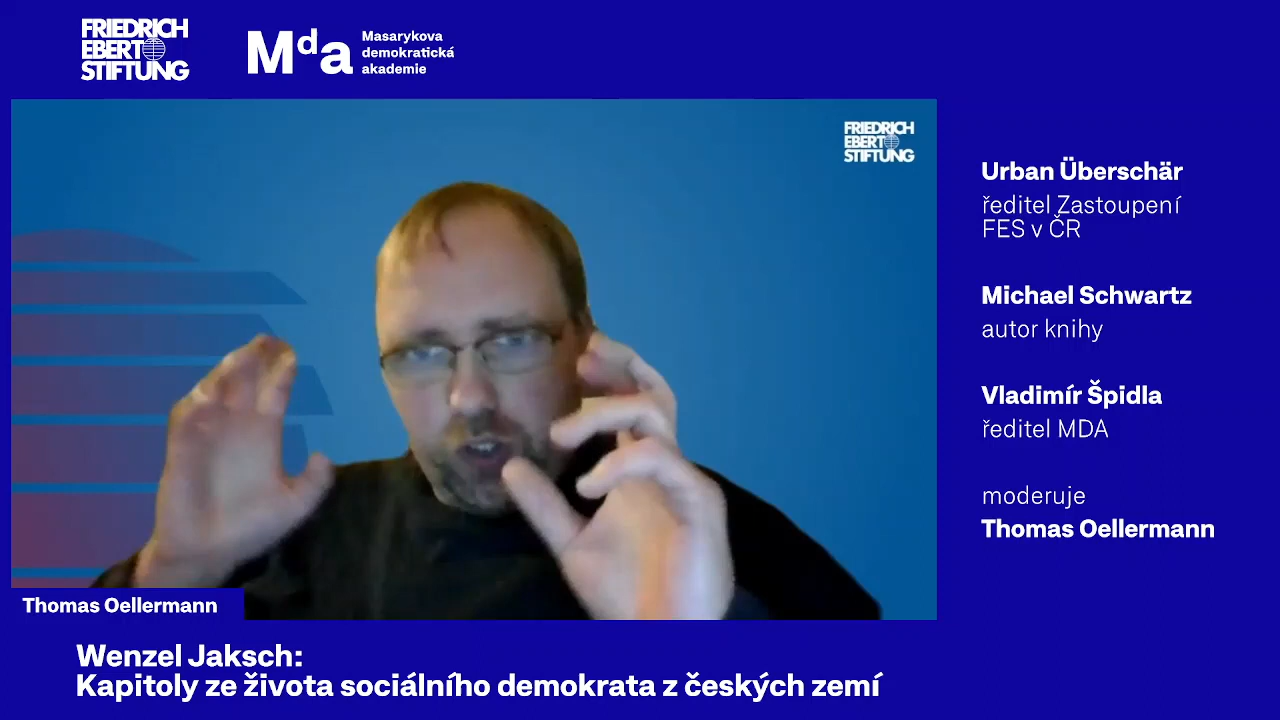 FRIEDRICH
EBERT
STIFTUNG
Mda
Masarykova
demokratická
akademie
FRIEDRICH
EBERT
STIFTUNG
Urban Überschär
ředitel Zastoupení
FES v ČR
Michael Schwartz
autor knihy
Vladimír Špidla
ředitel MDA
moderuje
Thomas Oellermann
Thomas Oellermann
Wenzel Jaksch:
Kapitoly ze života sociálního demokrata z českých zemí